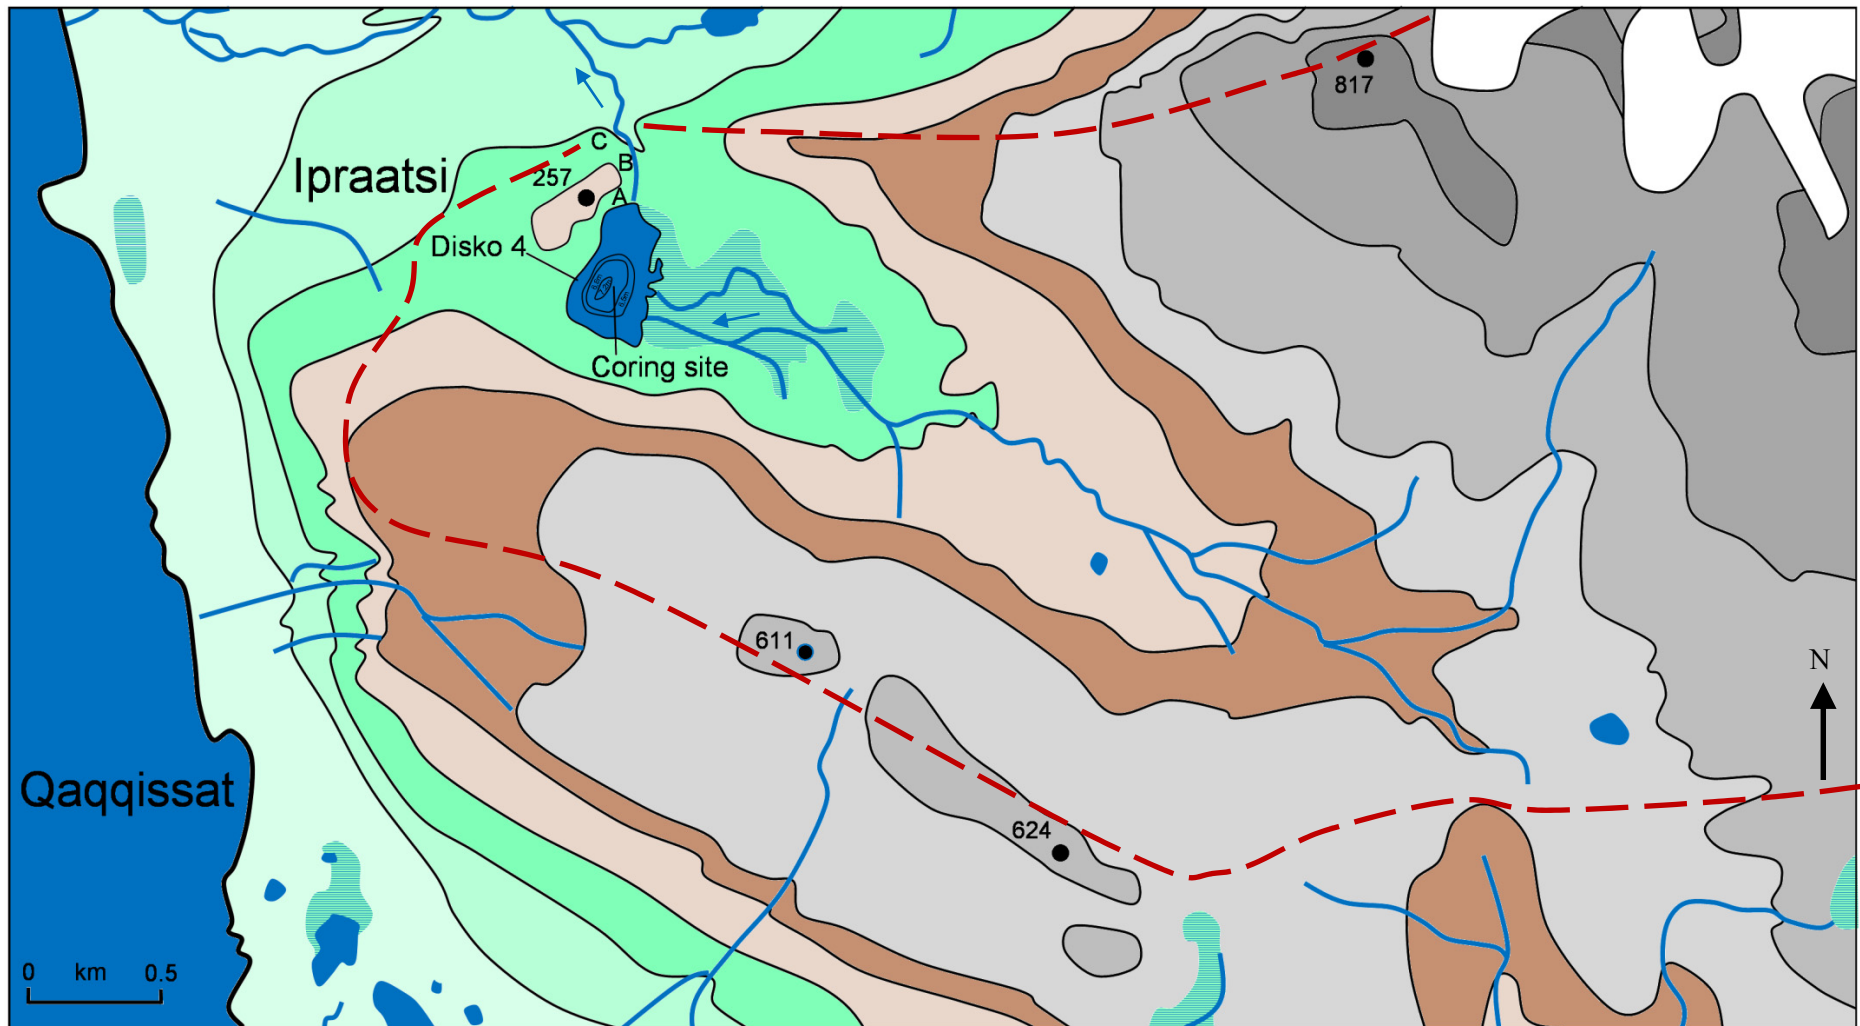 817
C
B
257
A
Ipraatsi
Disko 4
Coring site
611
N
624
Qaqqissat
0 km 0.5